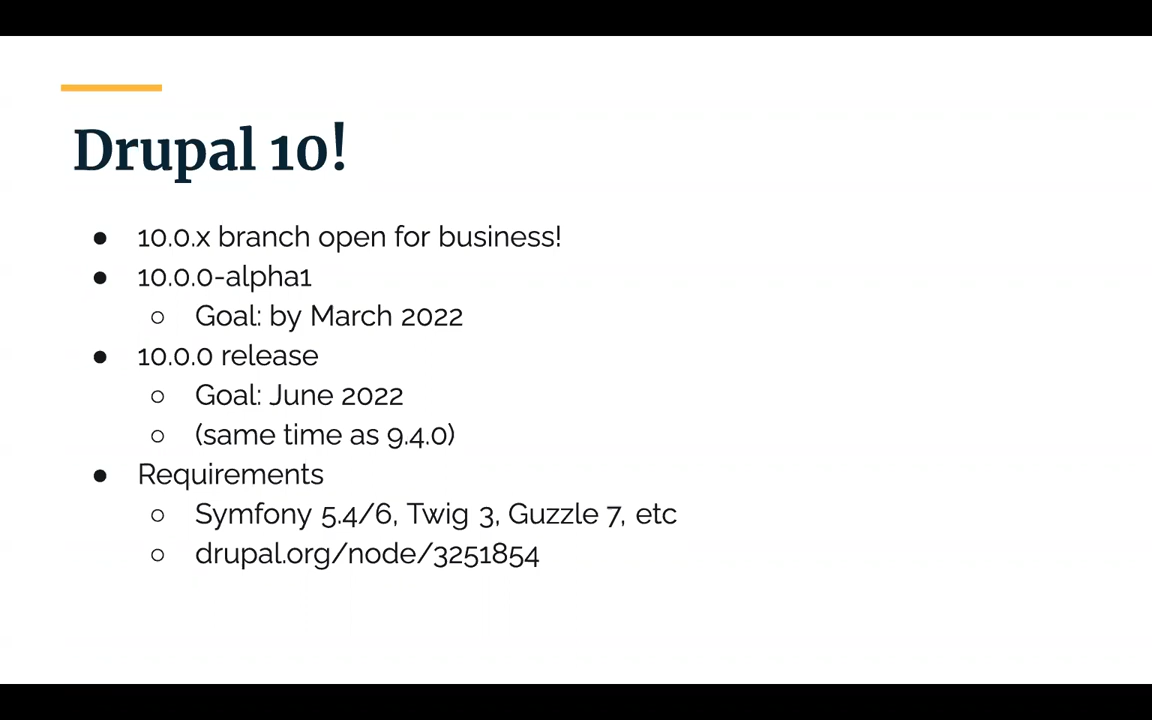 Drupal 10!
● 10.0.x branch open for business!
● 10.0.0-alpha1
○ Goal: by March 2022
● 10.0.0 release
○ Goal: June 2022
○ (same time as 9.4.0)
● Requirements
○ Symfony 5.4/6, Twig 3, Guzzle 7, etc
○ drupal.org/node/3251854